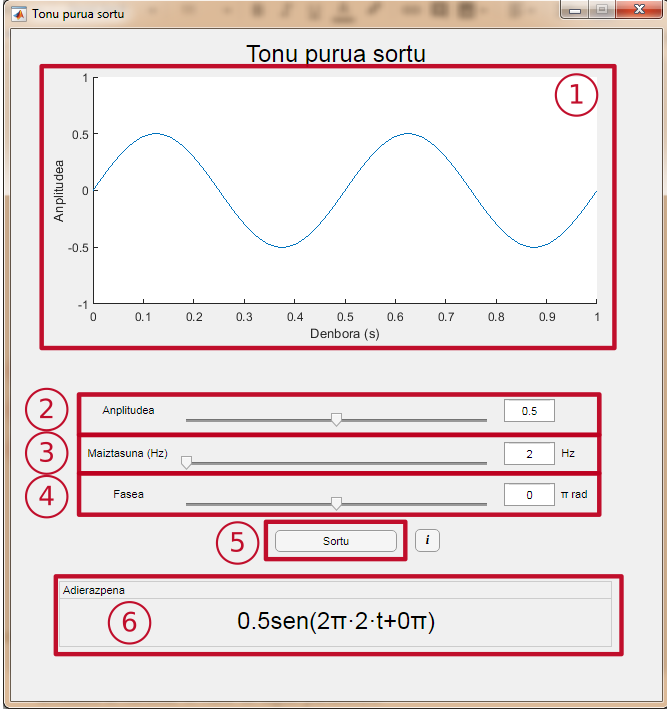 Tonu purua sortu
Tonu purua sortu
1
1
0.5
0
-0.5
-1
Anplitudea
0 0.1 0.2 0.3 0.4 0.5 0.6 0.7 0.8 0.9 1
Denbora (s)
2 Anplitudea 0.5
3 Maiztasuna (Hz) 2 Hz
4 Fasea 0 π rad
5 Sortu i
Adierazpena
6 0.5sen(2π·2·t+0π)